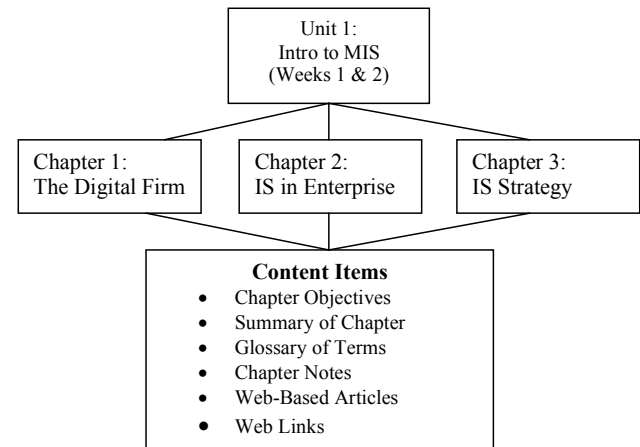 Unit 1:
Intro to MIS
(Weeks 1 & 2)
Chapter 1:
The Digital Firm
Chapter 2:
IS in Enterprise
Chapter 3:
IS Strategy
Content Items
• Chapter Objectives
• Summary of Chapter
• Glossary of Terms
• Chapter Notes
• Web-Based Articles
• Web Links